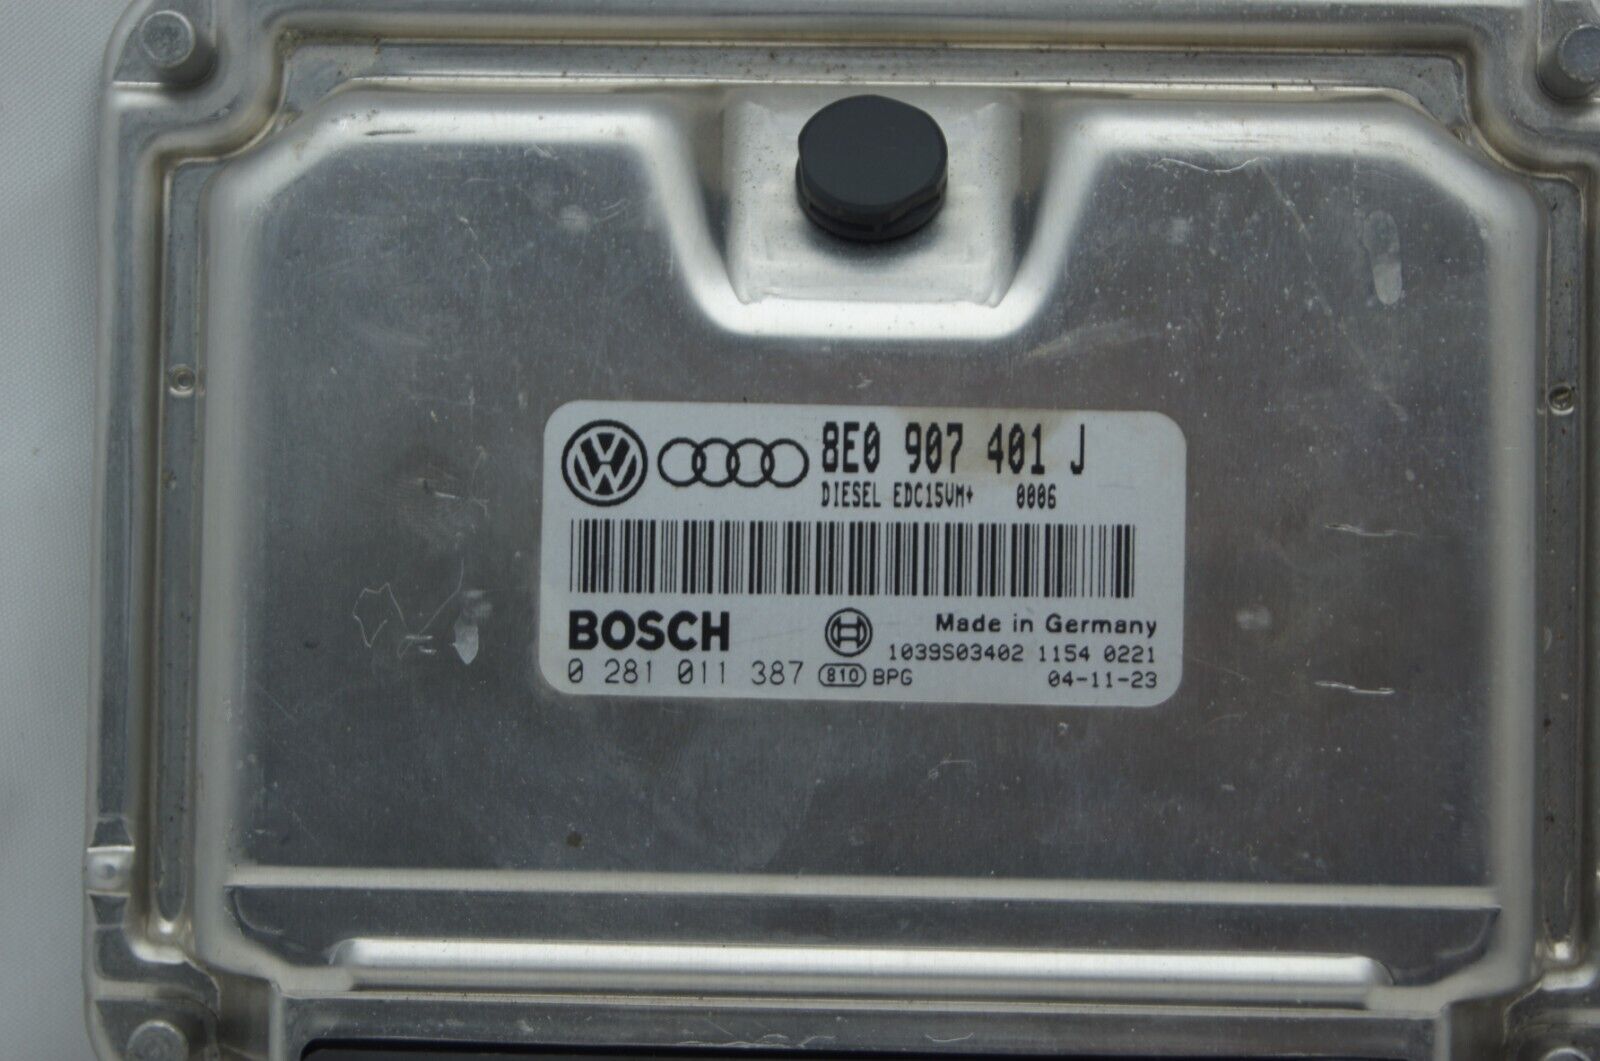 8E0 907 401 J
DIESEL EDC15VM+ 0006
BOSCH
Made in Germany
1039S03402 1154 0221
0 281 011 387 810 BPG 04-11-23